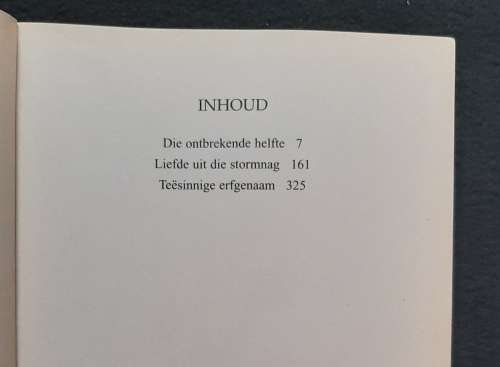 INHOUD
Die ontbrekende helfte 7
Liefde uit die stormnag 161
Teësinnige erfgenaam 325